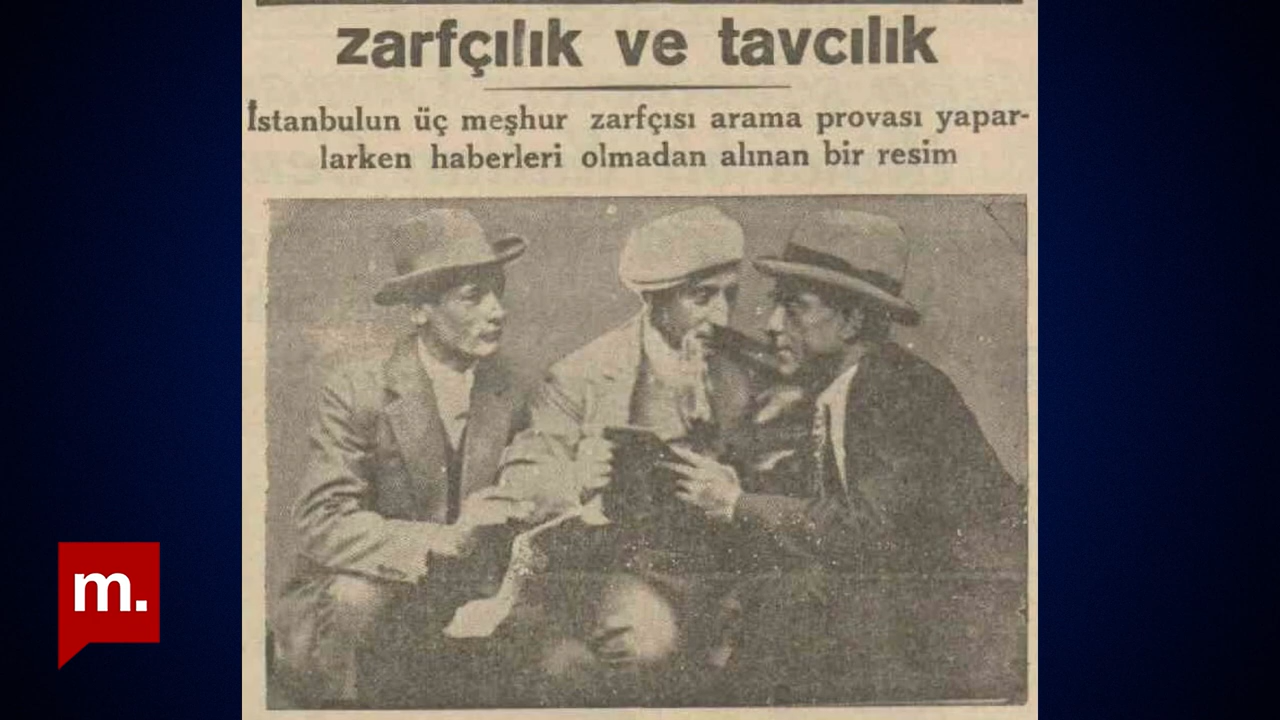 zarfçılık ve tavcılık
İstanbulun üç meşhur zarfçısı arama provası yapar-
larken haberleri olmadan alınan bir resim
m.